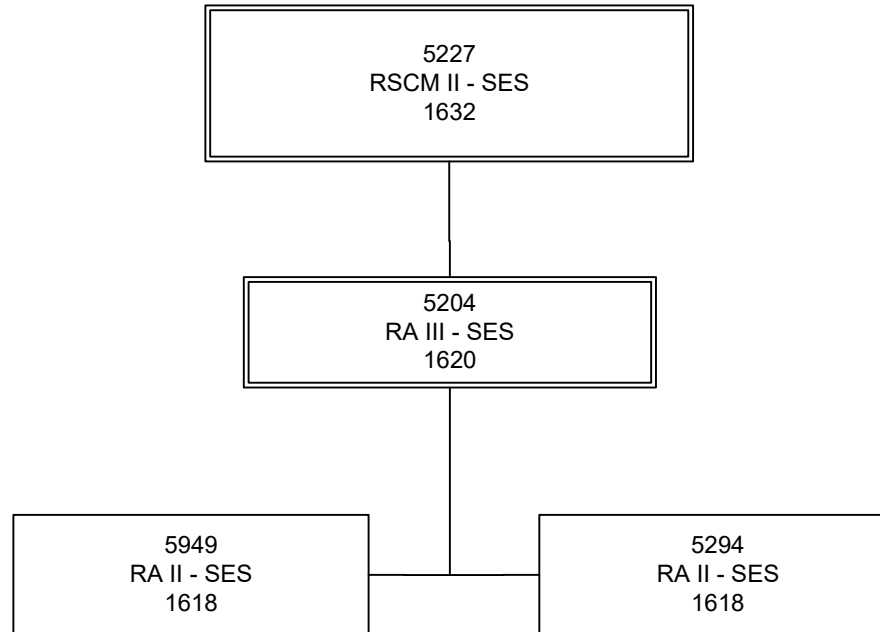 5227
RSCM II - SES
1632
5204
RA III - SES
1620
5949
RA II - SES
1618
5294
RA II - SES
1618